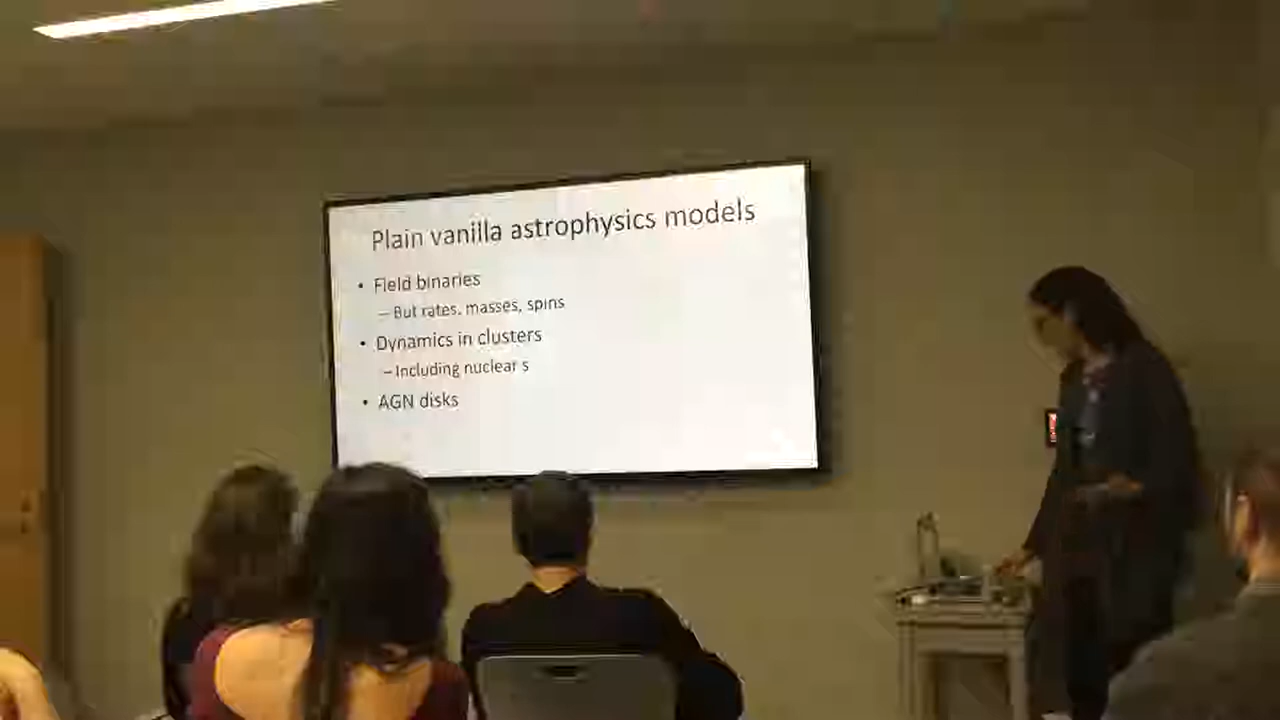 Plain vanilla astrophysics models
• Field binaries
– But rates, masses, spins
• Dynamics in clusters
– Including nuclear s
• AGN disks